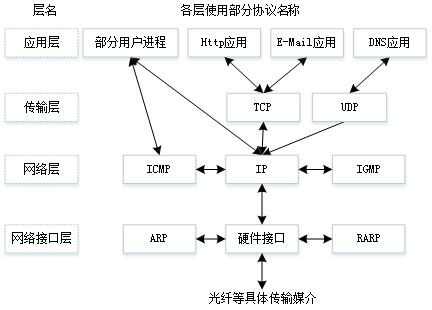 层名 各层使用部分协议名称
应用层 部分用户进程 Http应用 E-Mail应用 DNS应用
传输层 TCP UDP
网络层 ICMP IP IGMP
网络接口层 ARP 硬件接口 RARP
光纤等具体传输媒介